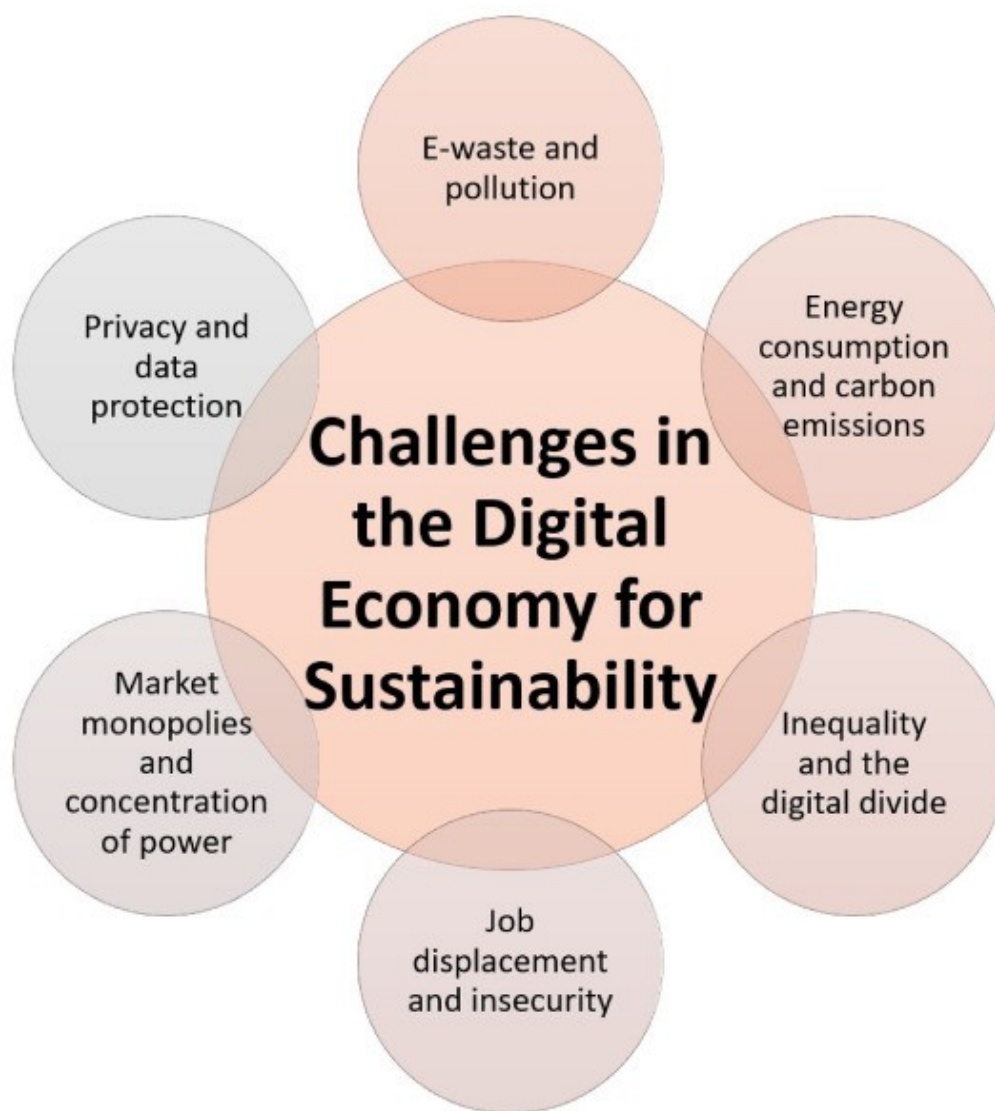 E-waste and
pollution
Energy
consumption
and carbon
emissions
Inequality
and the
digital divide
Job
displacement
and insecurity
Market
monopolies
and
concentration
of power
Privacy and
data
protection
Challenges in
the Digital
Economy for
Sustainability